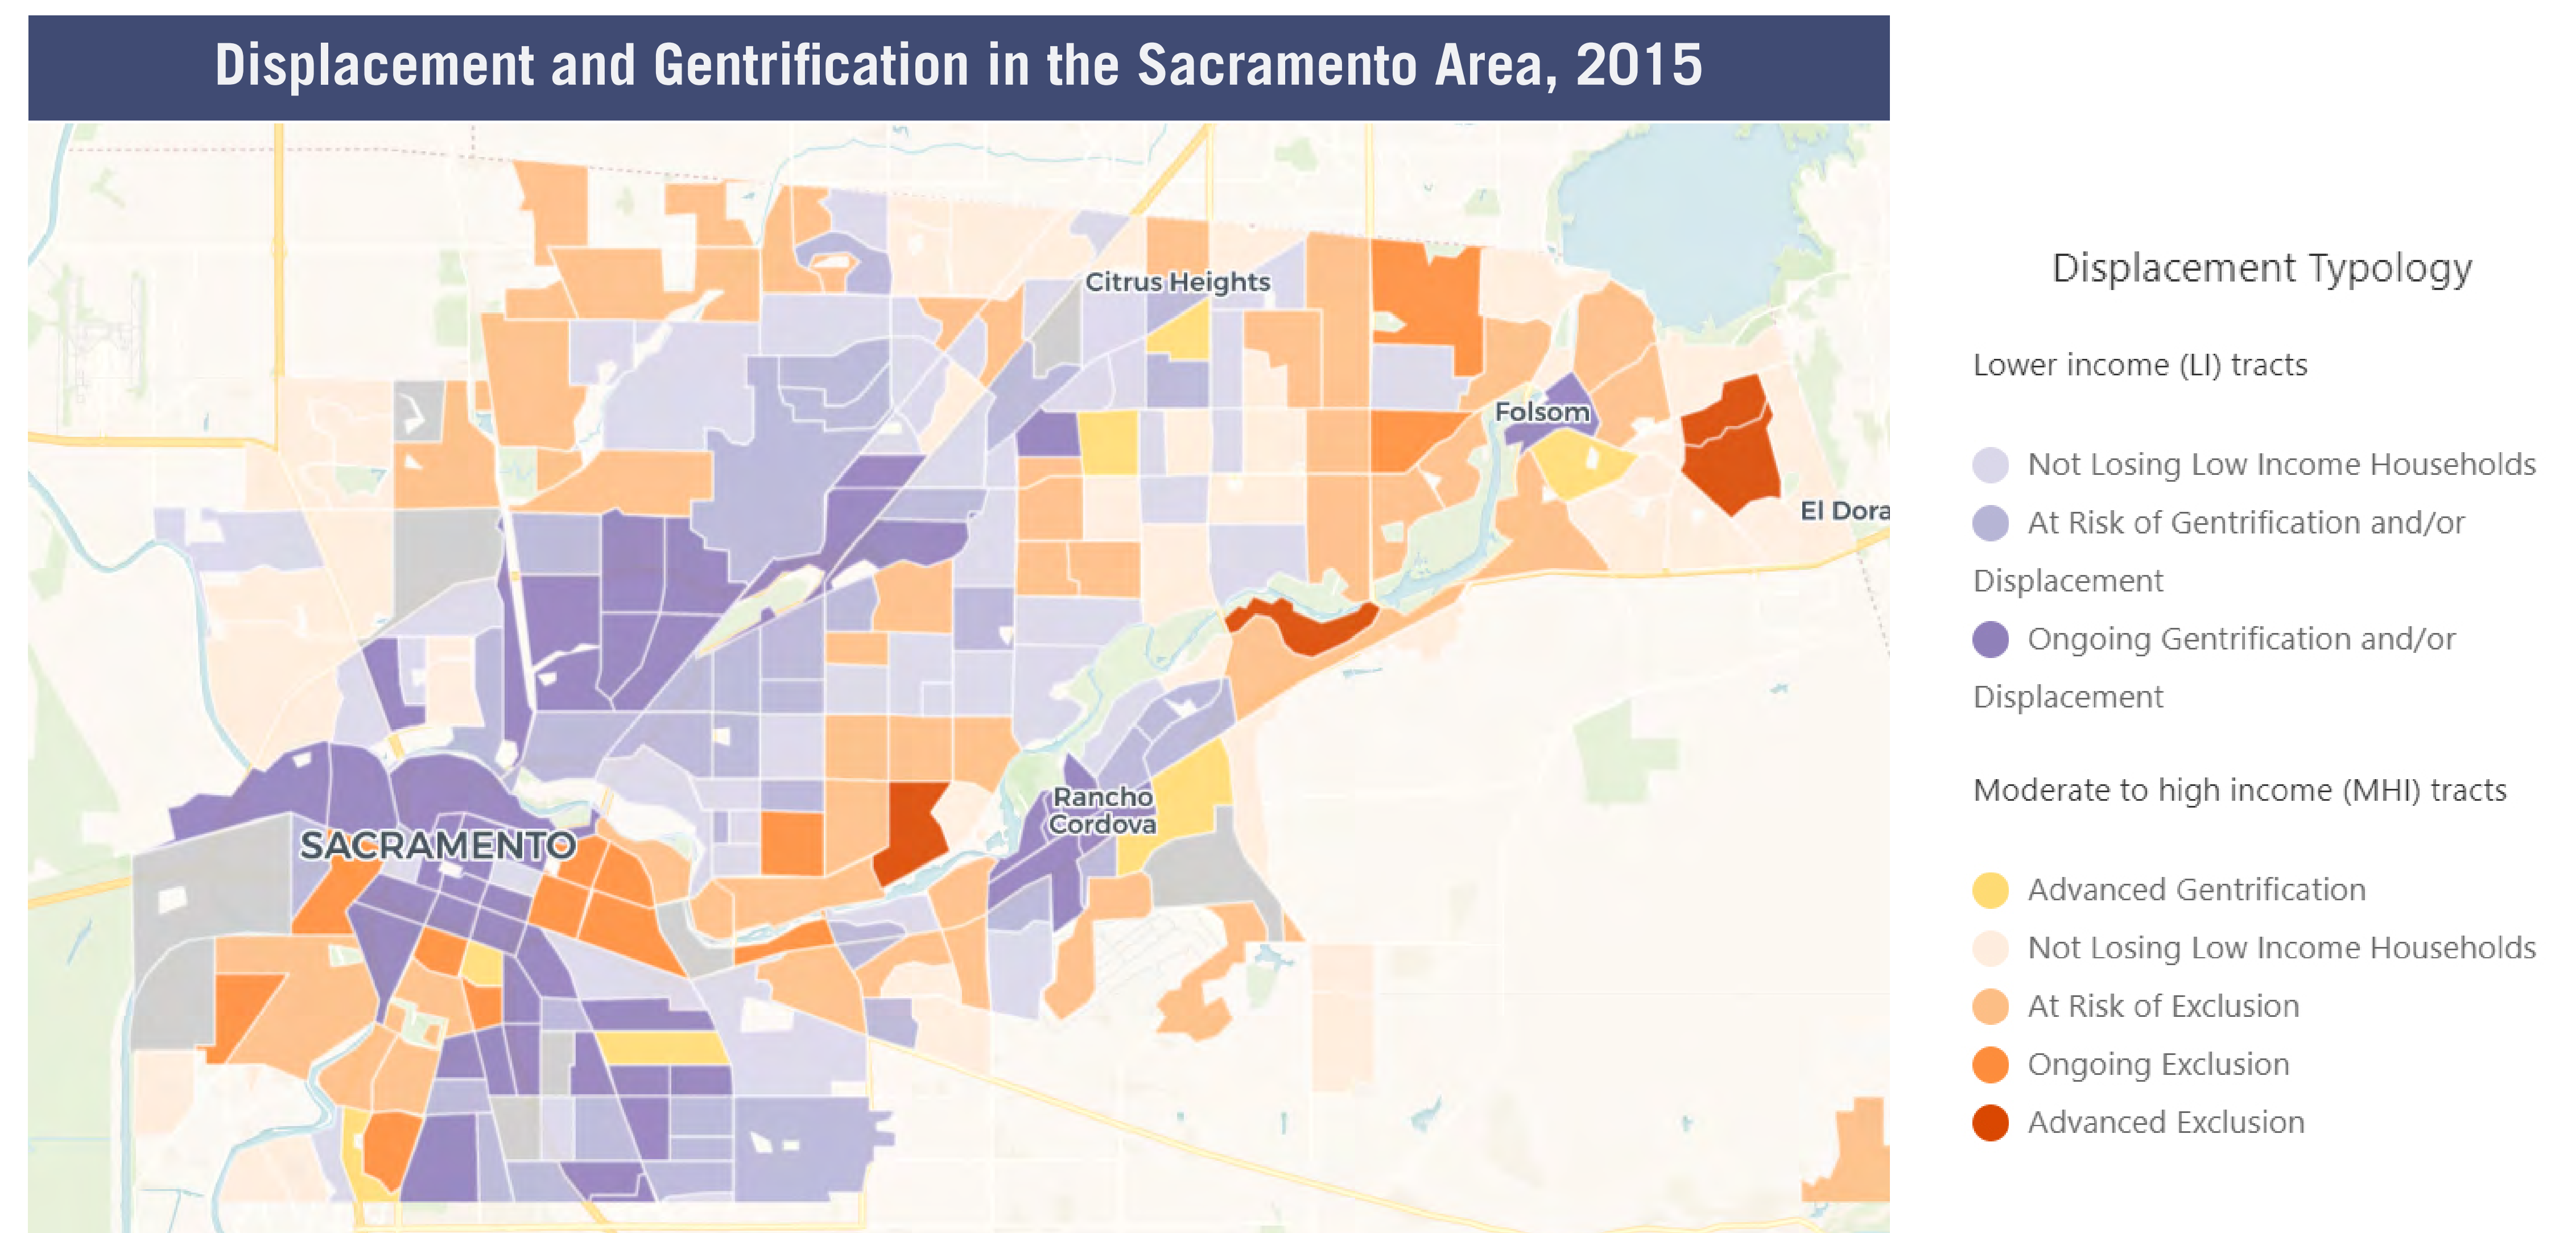 Displacement and Gentrification in the Sacramento Area, 2015
Citrus Heights
Folsom
El Dora
Rancho
Cordova
SACRAMENTO
Displacement Typology
Lower income (LI) tracts
Not Losing Low Income Households
At Risk of Gentrification and/or
Displacement
Ongoing Gentrification and/or
Displacement
Moderate to high income (MHI) tracts
Advanced Gentrification
Not Losing Low Income Households
At Risk of Exclusion
Ongoing Exclusion
Advanced Exclusion